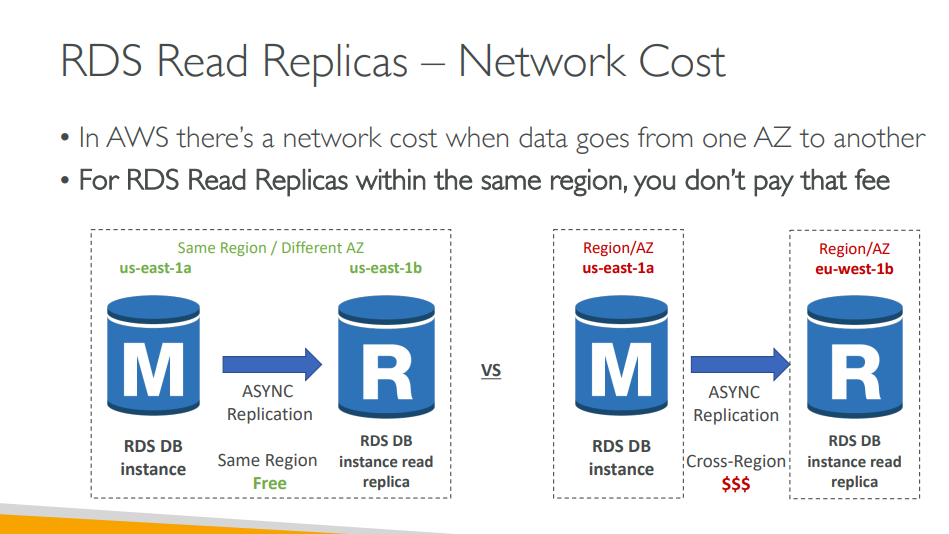 RDS Read Replicas – Network Cost
• In AWS there's a network cost when data goes from one AZ to another
• For RDS Read Replicas within the same region, you don't pay that fee
Same Region / Different AZ
us-east-1a
us-east-1b
M
R
ASYNC
Replication
RDS DB
instance
RDS DB
instance read
replica
Same Region
Free
vs
Region/AZ
us-east-1a
Region/AZ
eu-west-1b
M
R
ASYNC
Replication
RDS DB
instance
RDS DB
instance read
replica
Cross-Region
$$$